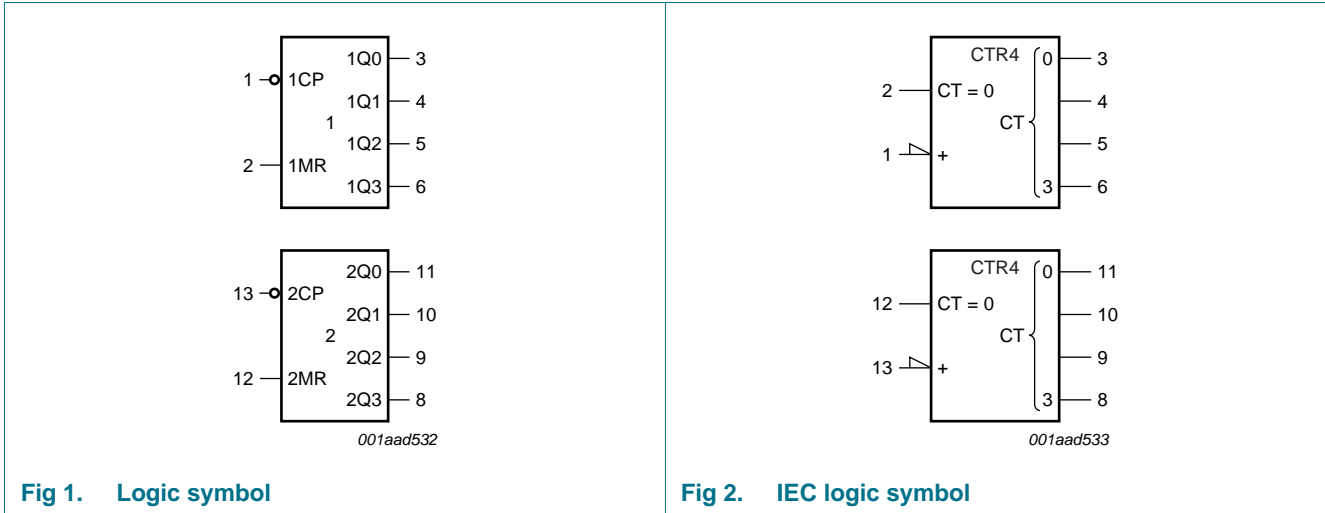 1 1CP 1Q0 3
1Q1 4
1
1Q2 5
2 1MR
1Q3 6
2Q0 11
13 2CP
2Q1 10
2
2Q2 9
12 2MR
2Q3 8
001aad532
Fig 1. Logic symbol
CTR4 0 3
2 CT = 0
4
CT
5
1 +
3 6
CTR4 0 11
12 CT = 0
10
CT
9
13 +
3 8
001aad533
Fig 2. IEC logic symbol